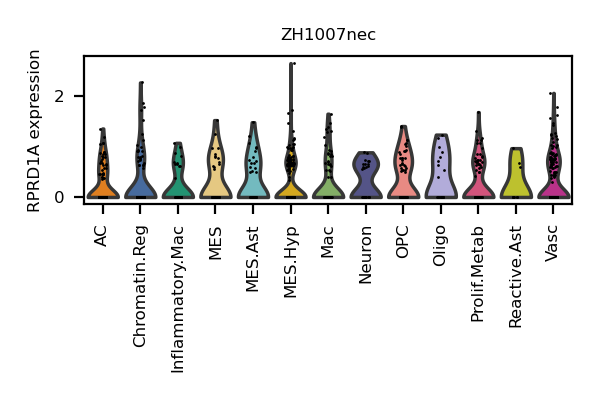 ZH1007nec
RPRD1A expression
2
0
AC
Chromatin.Reg
Inflammatory.Mac
MES
MES.Ast
MES.Hyp
Mac
Neuron
OPC
Oligo
Prolif.Metab
Reactive.Ast
Vasc